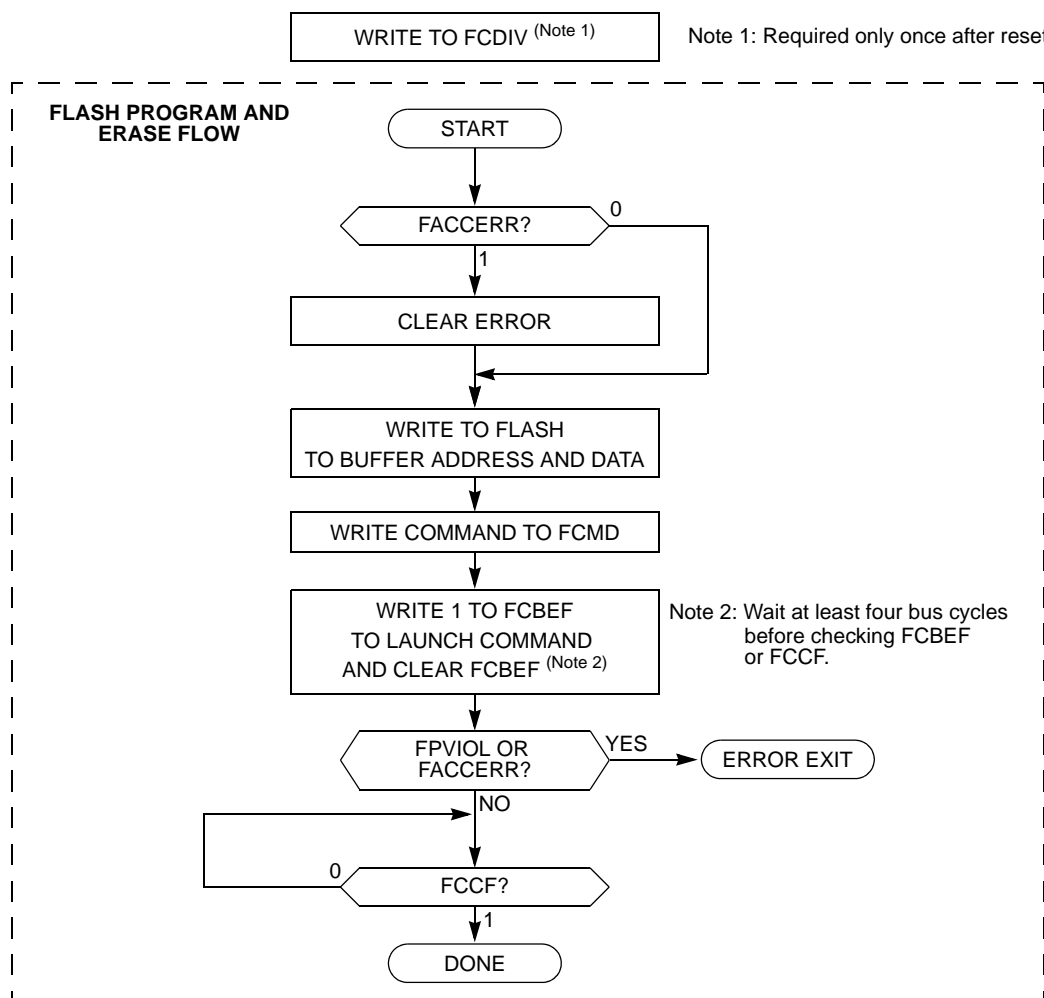 WRITE TO FCDIV (Note 1)
Note 1: Required only once after reset
FLASH PROGRAM AND
ERASE FLOW
START
FACCERR?
0
1
CLEAR ERROR
WRITE TO FLASH
TO BUFFER ADDRESS AND DATA
WRITE COMMAND TO FCMD
WRITE 1 TO FCBEF
TO LAUNCH COMMAND
AND CLEAR FCBEF (Note 2)
Note 2: Wait at least four bus cycles
before checking FCBEF
or FCCF.
FPVIOL OR
FACCERR?
YES
ERROR EXIT
NO
0
FCCF?
1
DONE